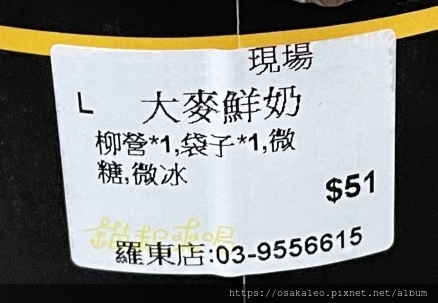 現場
L 大麥鮮奶
柳營*1,袋子*1,微
糖,微冰
$51
羅東店:03-9556615
https://osakaleo.pixnet.net/album